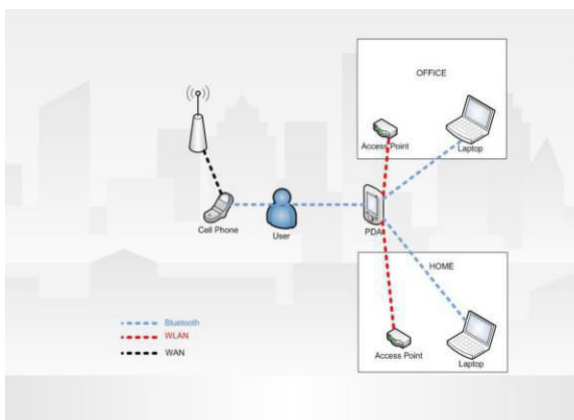 OFFICE
Access Point
Laptop
Cell Phone
User
PDA
HOME
Bluetooth
WLAN
WAN
Access Point
Laptop